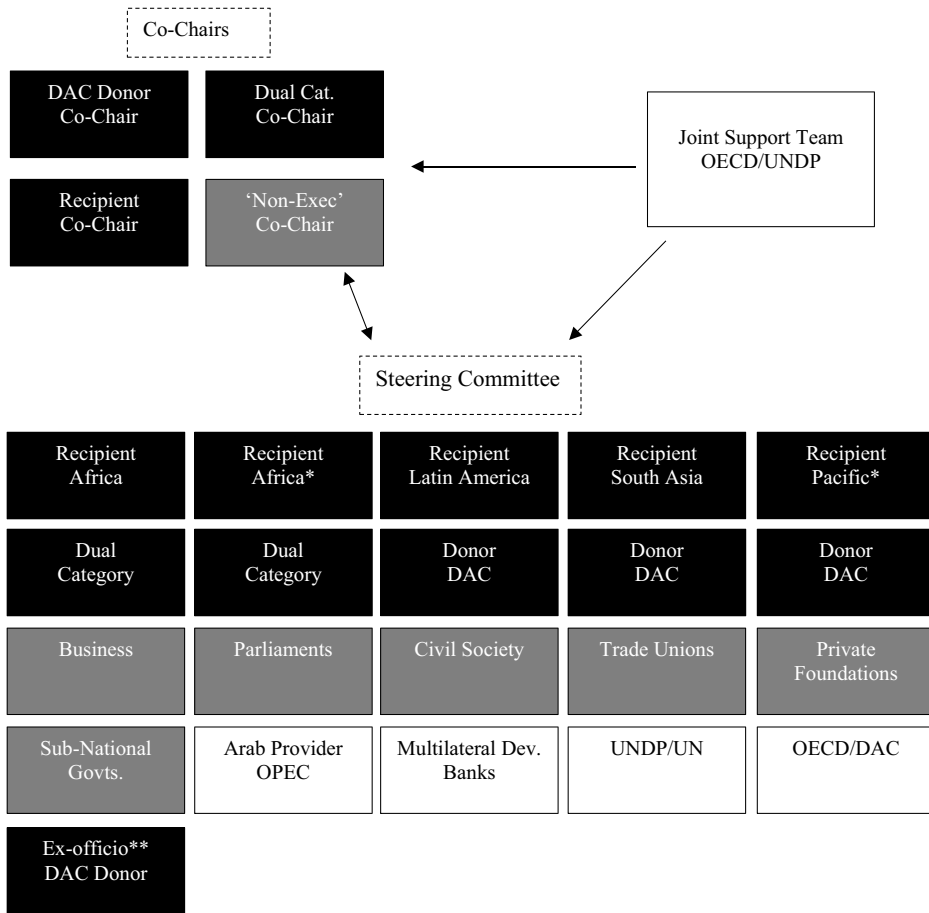 Co-Chairs
DAC Donor
Co-Chair
Dual Cat.
Co-Chair
Joint Support Team
OECD/UNDP
Recipient
Co-Chair
‘Non-Exec’
Co-Chair
Steering Committee
Recipient
Africa
Recipient
Africa*
Recipient
Latin America
Recipient
South Asia
Recipient
Pacific*
Dual
Category
Dual
Category
Donor
DAC
Donor
DAC
Donor
DAC
Business
Parliaments
Civil Society
Trade Unions
Private
Foundations
Sub-National
Govts.
Arab Provider
OPEC
Multilateral Dev.
Banks
UNDP/UN
OECD/DAC
Ex-officio**
DAC Donor